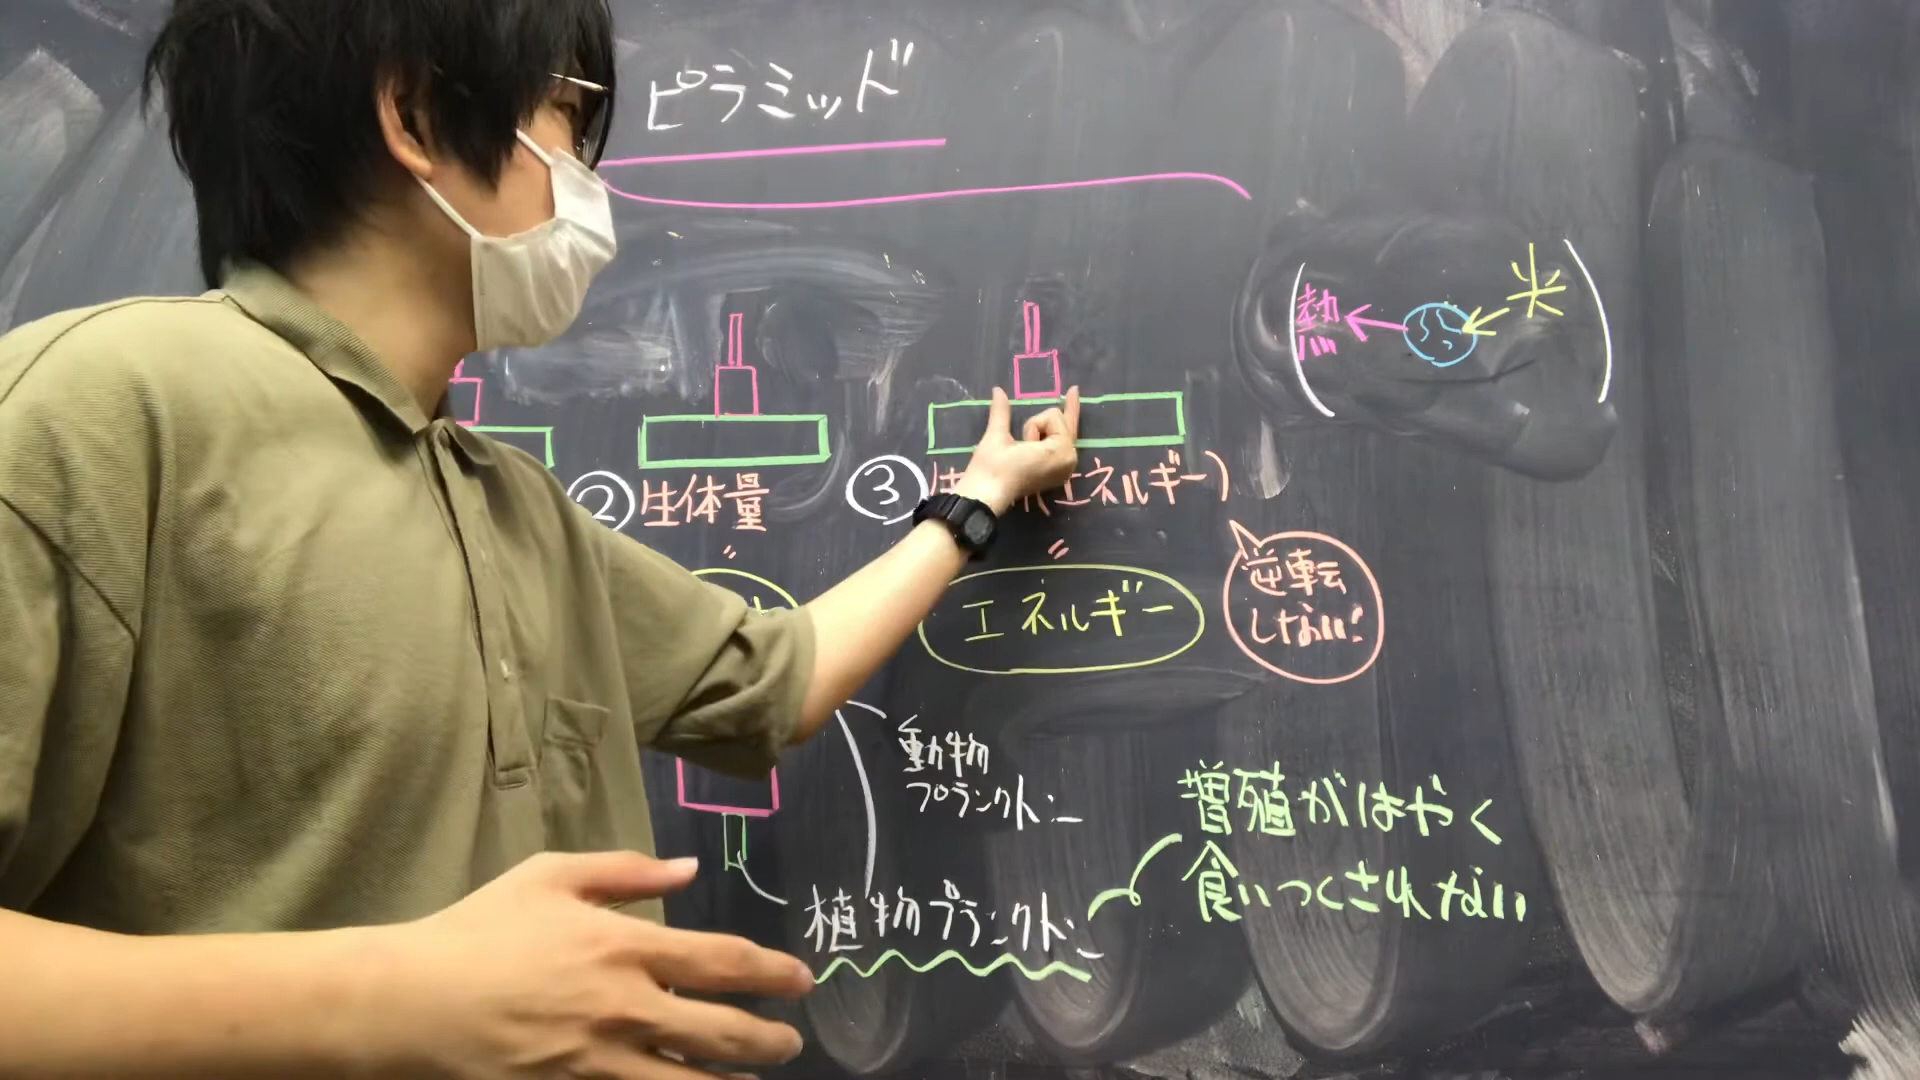 ピラミッド
熱 光
② 生体量
③ (エネルギー)
〃 〃
エネルギー
逆転
しない!
動物
プランクトン
増殖がはやく
食いつくされない
植物プランクトン